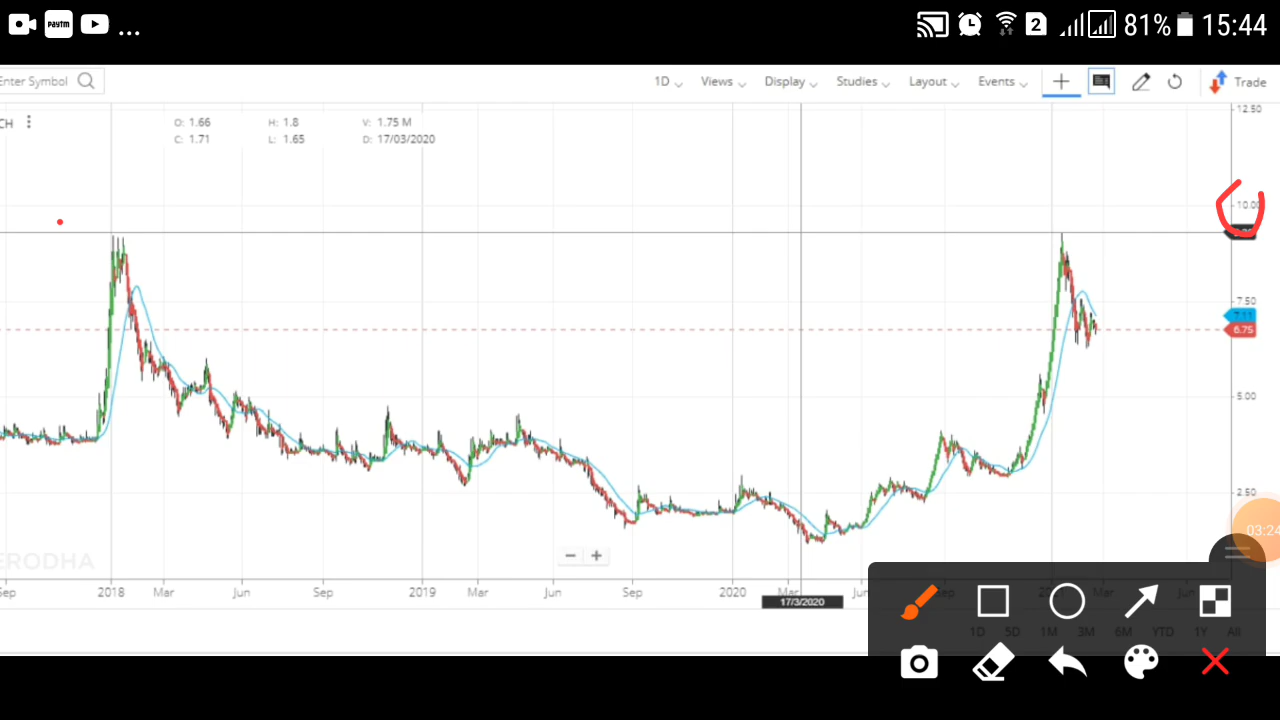 Paytm ... 2 81% 15:44
Enter Symbol 1D Views Display Studies Layout Events Trade
CH O: 1.66 H: 1.8 V: 1.75 M
C: 1.71 L: 1.65 D: 17/03/2020
12.50
10.00
7.50
7.11
6.75
5.00
2.50
03:24
ERODHA
Sep 2018 Mar Jun Sep 2019 Mar Jun Sep 2020 Mar Mar Jun
17/3/2020
1D 5D 1M 3M 6M YTD 1Y All